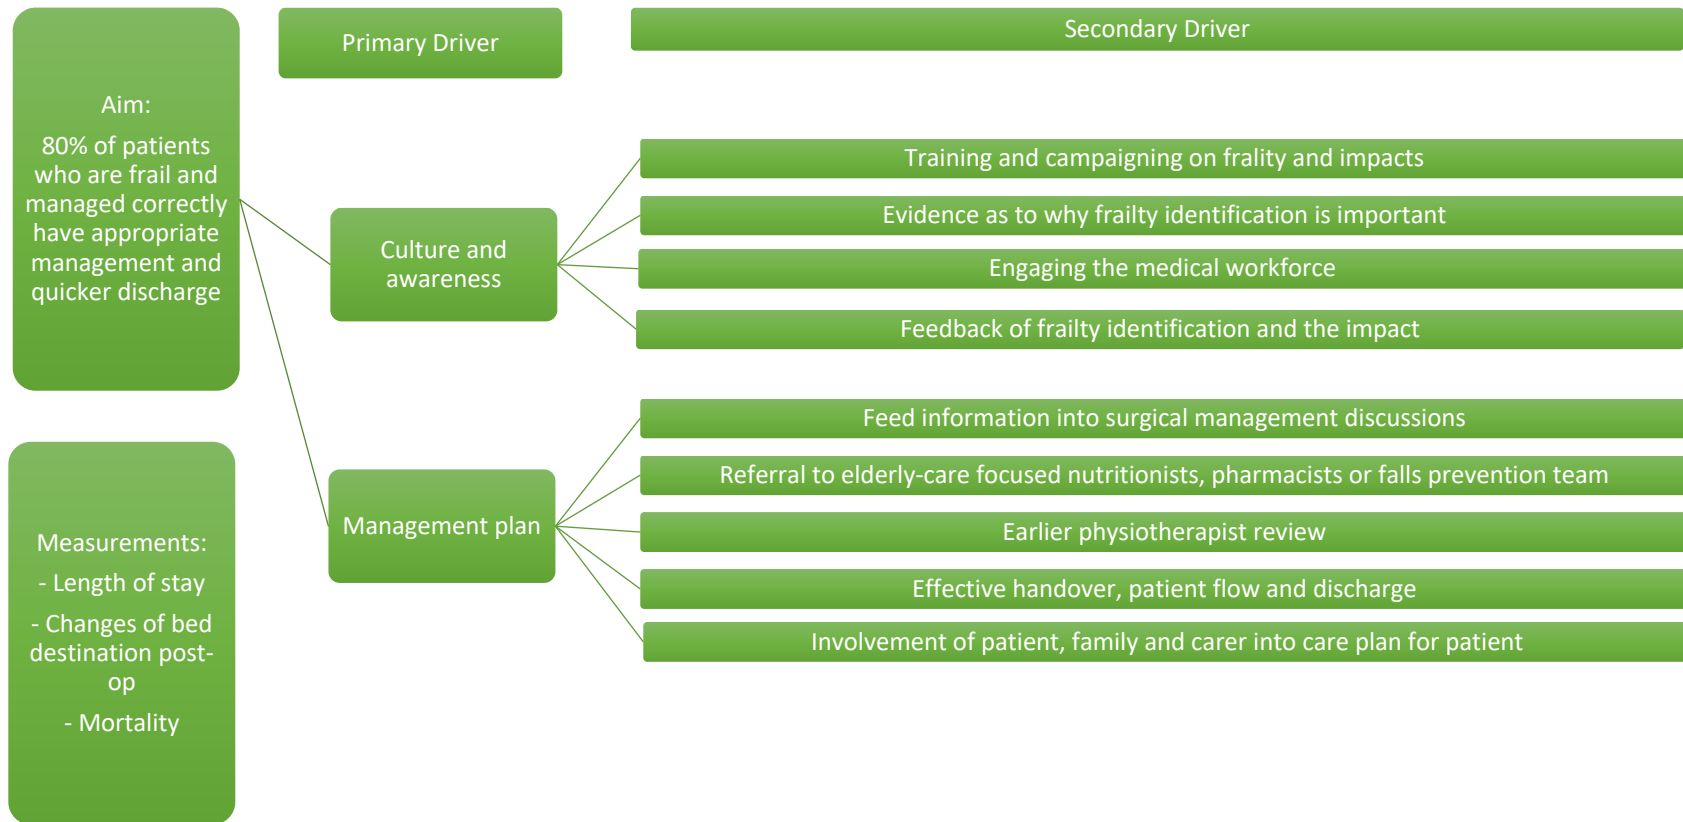 Aim:
80% of patients
who are frail and
managed correctly
have appropriate
management and
quicker discharge
Measurements:
- Length of stay
- Changes of bed
destination post-
op
- Mortality
Primary Driver
Culture and
awareness
Management plan
Secondary Driver
Training and campaigning on frality and impacts
Evidence as to why frailty identification is important
Engaging the medical workforce
Feedback of frailty identification and the impact
Feed information into surgical management discussions
Referral to elderly-care focused nutritionists, pharmacists or falls prevention team
Earlier physiotherapist review
Effective handover, patient flow and discharge
Involvement of patient, family and carer into care plan for patient